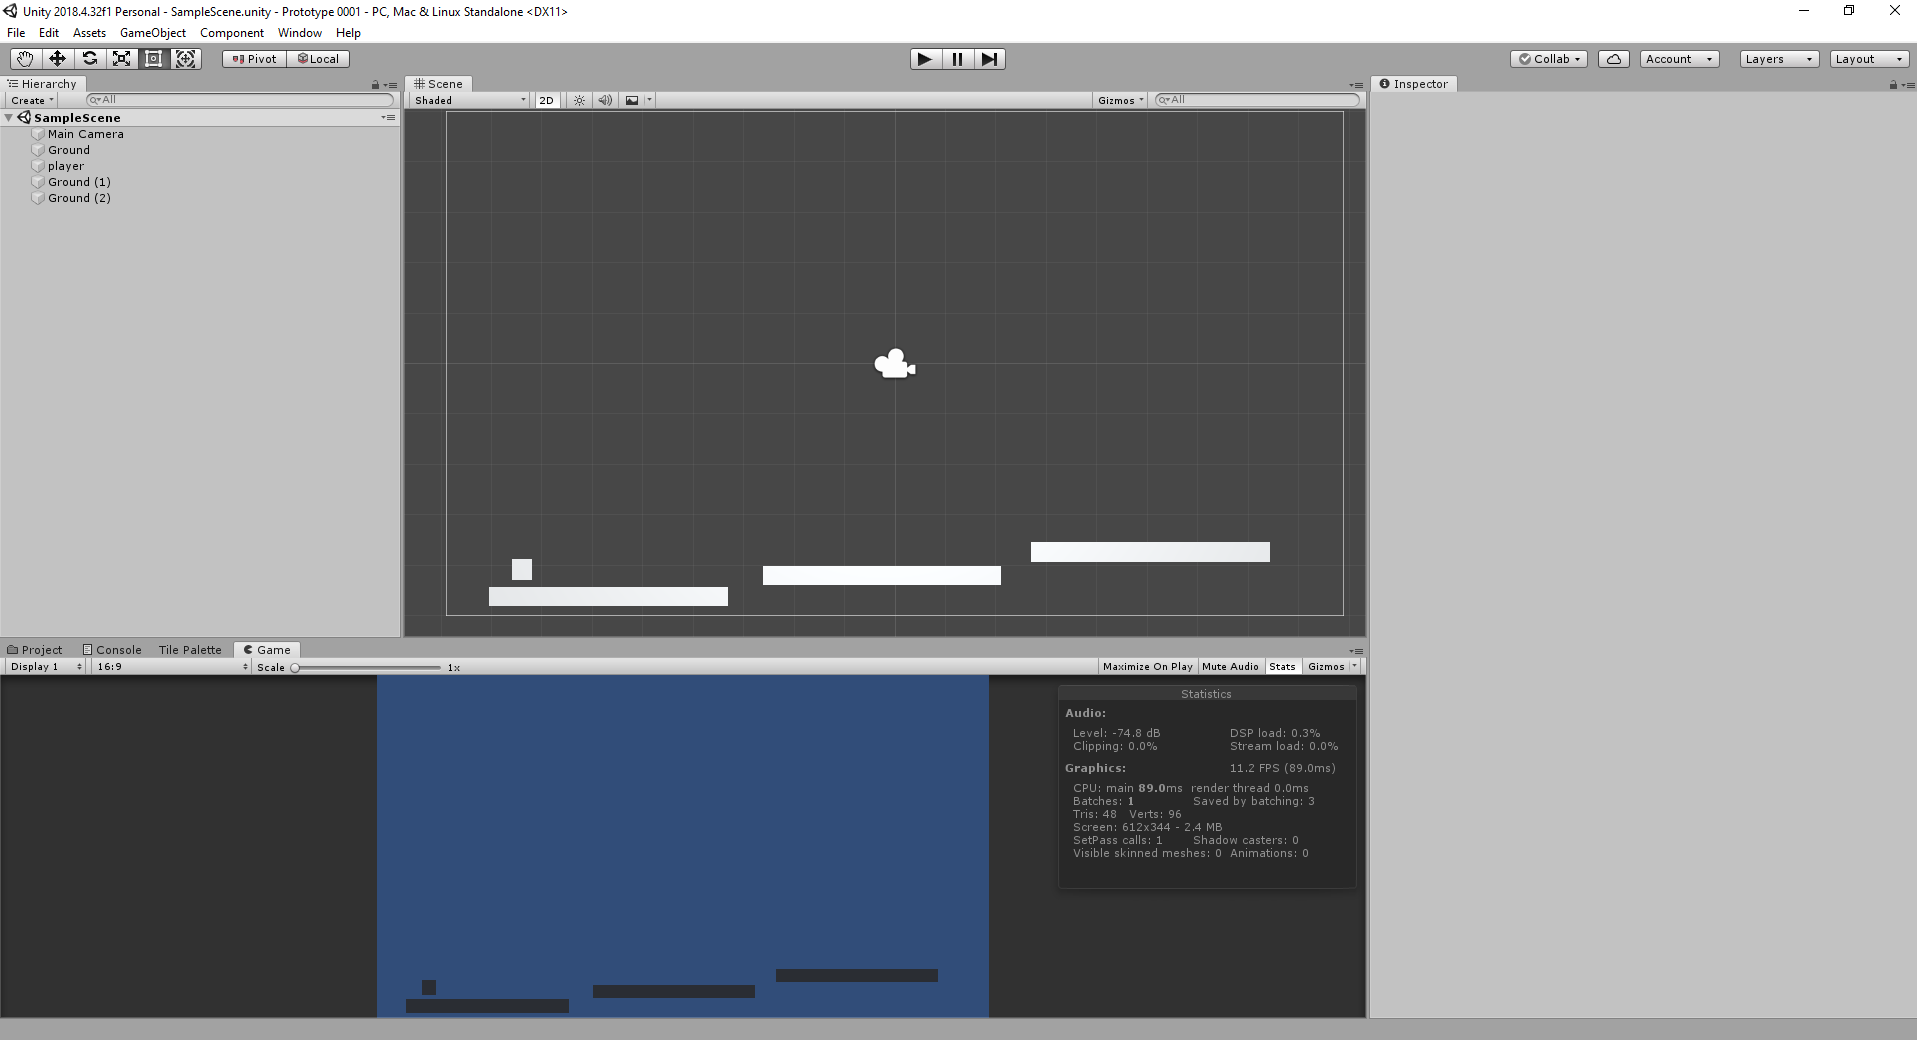 Unity 2018.4.32f1 Personal - SampleScene.unity - Prototype 0001 - PC, Mac & Linux Standalone <DX11>
File Edit Assets GameObject Component Window Help
Pivot Local Collab Account Layers Layout
Hierarchy
Create All
SampleScene
Main Camera
Ground
player
Ground (1)
Ground (2)
Scene
Shaded 2D Gizmos All
Inspector
Project Console Tile Palette Game
Display 1 16:9 Scale 1x Maximize On Play Mute Audio Stats Gizmos
Statistics
Audio:
Level: -74.8 dB DSP load: 0.3%
Clipping: 0.0% Stream load: 0.0%
Graphics: 11.2 FPS (89.0ms)
CPU: main 89.0ms render thread 0.0ms
Batches: 1 Saved by batching: 3
Tris: 48 Verts: 96
Screen: 612x344 - 2.4 MB
SetPass calls: 1 Shadow casters: 0
Visible skinned meshes: 0 Animations: 0